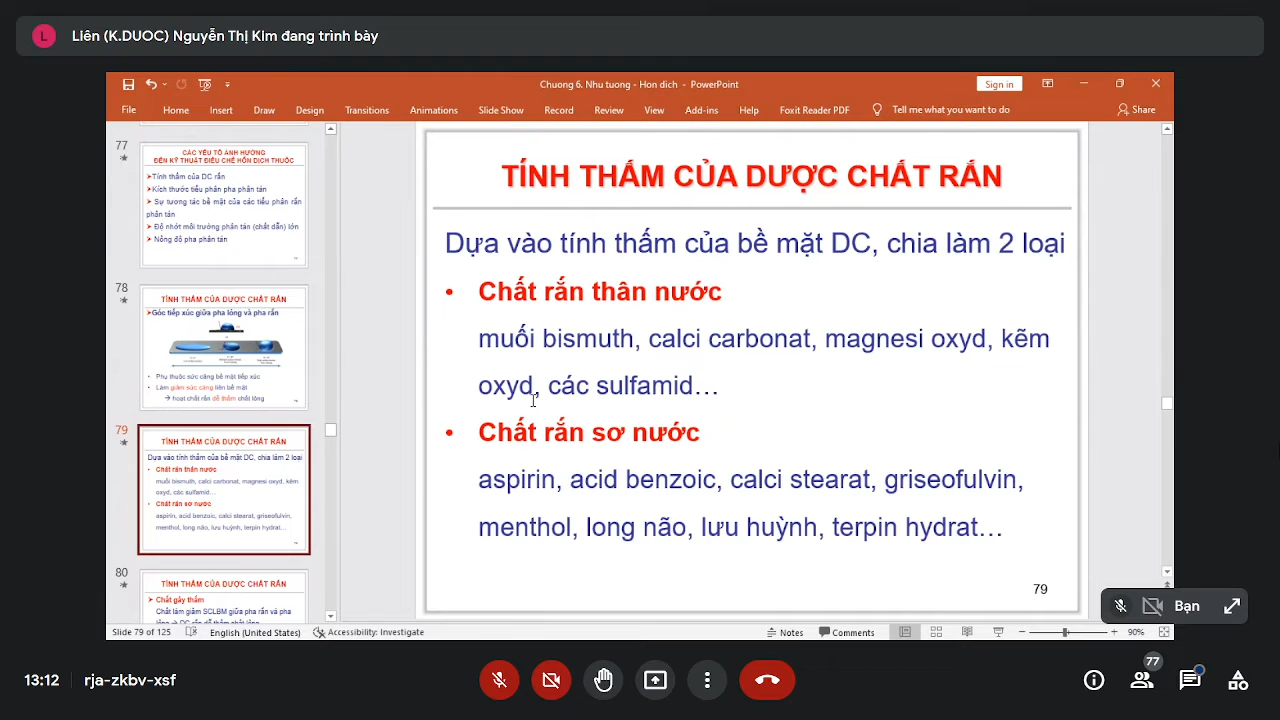 L
Liên (K.DUOC) Nguyễn Thị Kim đang trình bày
Chuong 6. Nhu tuong - Hon dich - PowerPoint
Sign in
File Home Insert Draw Design Transitions Animations Slide Show Record Review View Add-ins Help Foxit Reader PDF Tell me what you want to do Share
77
CÁC YẾU TỐ ẢNH HƯỞNG
ĐẾN KỸ THUẬT ĐIỀU CHẾ HỖN DỊCH THUỐC
Tính thấm của DC rắn
Kích thước tiểu phân pha phân tán
Sự tương tác bề mặt của các tiểu phân rắn
phân tán
Độ nhớt môi trường phân tán (chất dẫn) lớn
Nồng độ pha phân tán
78
TÍNH THẤM CỦA DƯỢC CHẤT RẮN
Góc tiếp xúc giữa pha lỏng và pha rắn
• Phụ thuộc sức căng bề mặt tiếp xúc
• Làm giảm sức căng liên bề mặt
→ hoạt chất rắn dễ thấm chất lỏng
79
TÍNH THẤM CỦA DƯỢC CHẤT RẮN
Dựa vào tính thấm của bề mặt DC, chia làm 2 loại
• Chất rắn thân nước
muối bismuth, calci carbonat, magnesi oxyd, kẽm
oxyd, các sulfamid…
• Chất rắn sơ nước
aspirin, acid benzoic, calci stearat, griseofulvin,
menthol, long não, lưu huỳnh, terpin hydrat…
80
TÍNH THẤM CỦA DƯỢC CHẤT RẮN
Chất gây thấm
Chất làm giảm SCLBM giữa pha rắn và pha
TÍNH THẤM CỦA DƯỢC CHẤT RẮN
Dựa vào tính thấm của bề mặt DC, chia làm 2 loại
• Chất rắn thân nước
muối bismuth, calci carbonat, magnesi oxyd, kẽm
oxyd, các sulfamid…
• Chất rắn sơ nước
aspirin, acid benzoic, calci stearat, griseofulvin,
menthol, long não, lưu huỳnh, terpin hydrat…
79
Bạn
Slide 79 of 125 English (United States) Accessibility: Investigate Notes Comments 90%
13:12 rja-zkbv-xsf
77